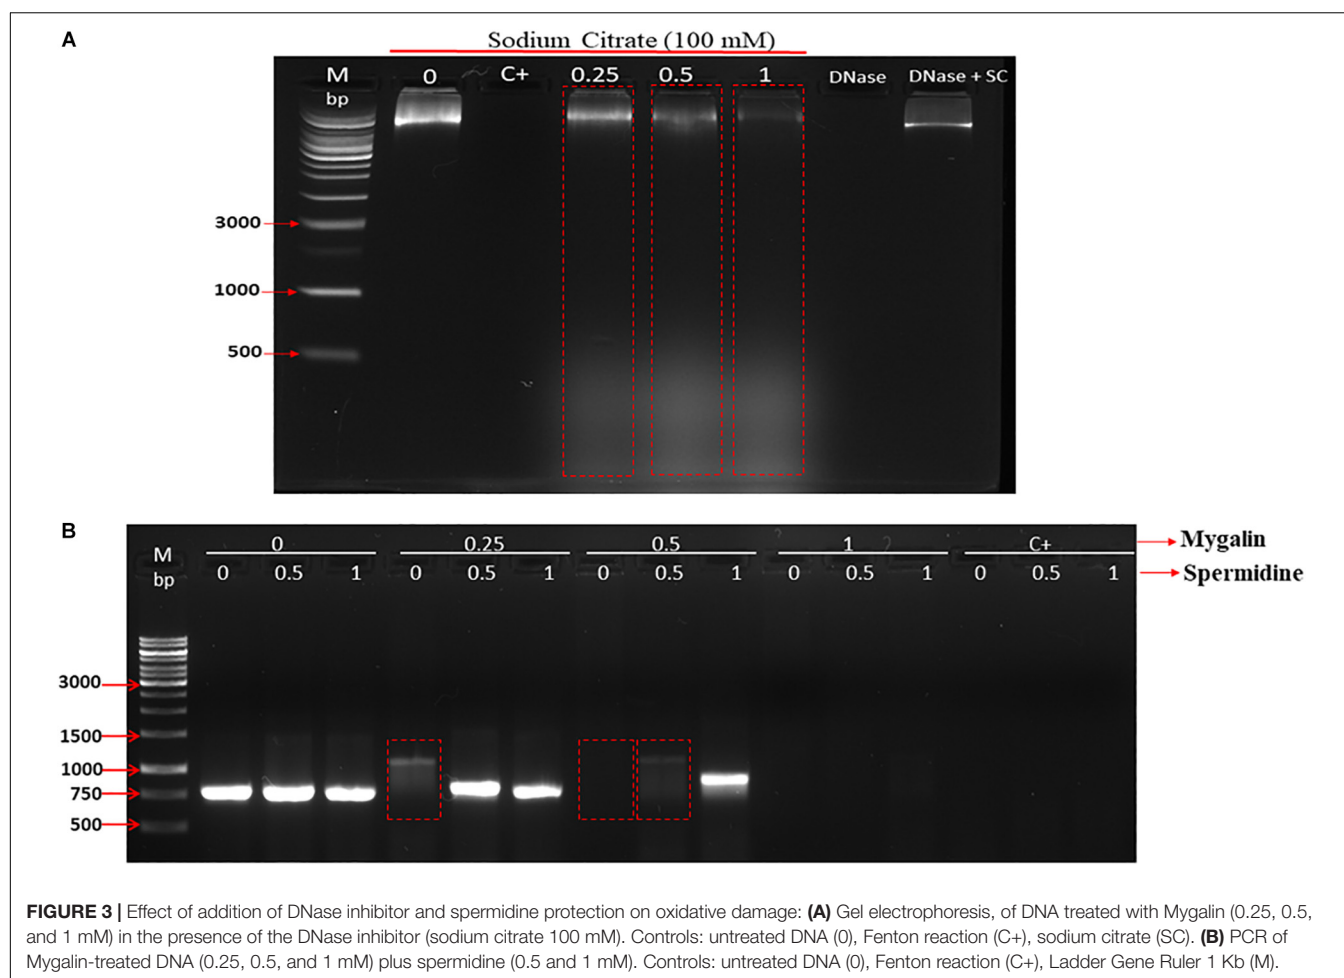 A
Sodium Citrate (100 mM)
M 0 C+ 0.25 0.5 1 DNase DNase + SC
bp
3000
1000
500
B
M 0 0.25 0.5 1 C+ Mygalin
bp 0 0.5 1 0 0.5 1 0 0.5 1 0 0.5 1 0 0.5 1 Spermidine
3000
1500
1000
750
500
FIGURE 3 | Effect of addition of DNase inhibitor and spermidine protection on oxidative damage: (A) Gel electrophoresis, of DNA treated with Mygalin (0.25, 0.5,
and 1 mM) in the presence of the DNase inhibitor (sodium citrate 100 mM). Controls: untreated DNA (0), Fenton reaction (C+), sodium citrate (SC). (B) PCR of
Mygalin-treated DNA (0.25, 0.5, and 1 mM) plus spermidine (0.5 and 1 mM). Controls: untreated DNA (0), Fenton reaction (C+), Ladder Gene Ruler 1 Kb (M).